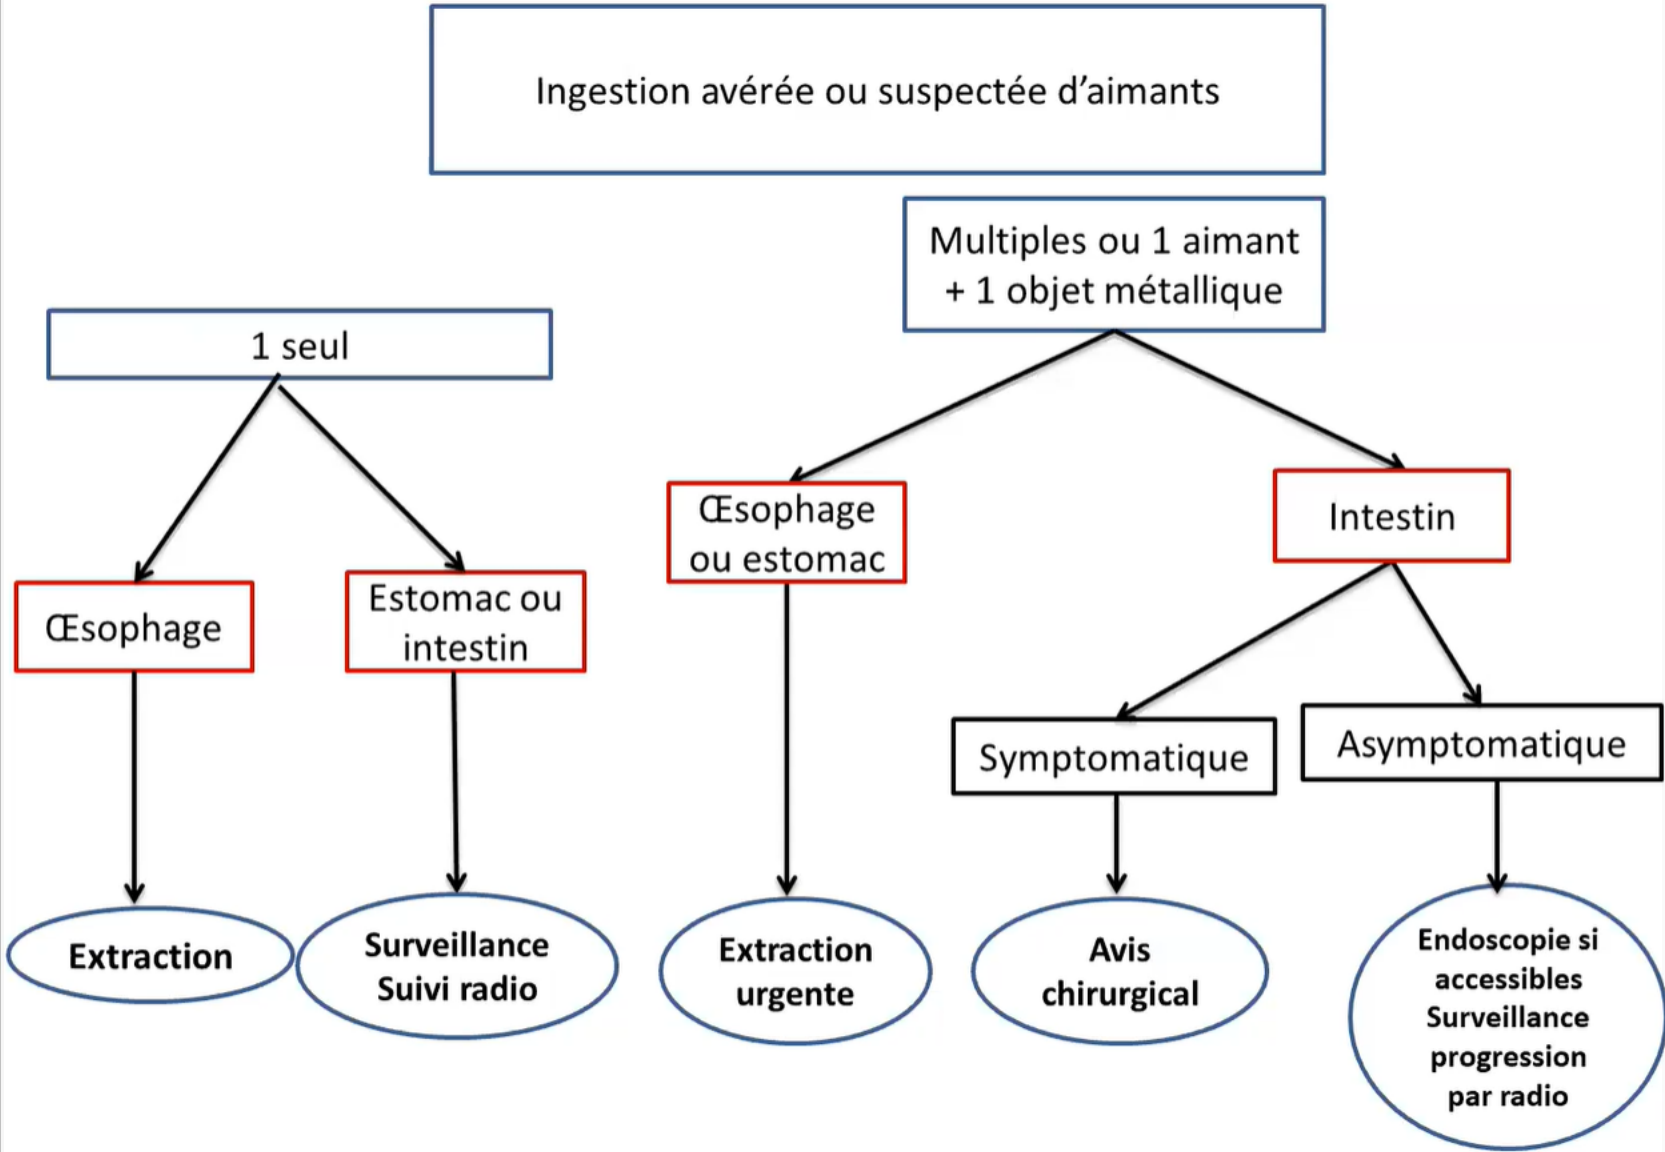 Ingestion avérée ou suspectée d’aimants
Multiples ou 1 aimant
+ 1 objet métallique
1 seul
Œsophage
ou estomac
Intestin
Œsophage
Estomac ou
intestin
Symptomatique
Asymptomatique
Extraction
Surveillance
Suivi radio
Extraction
urgente
Avis
chirurgical
Endoscopie si
accessibles
Surveillance
progression
par radio